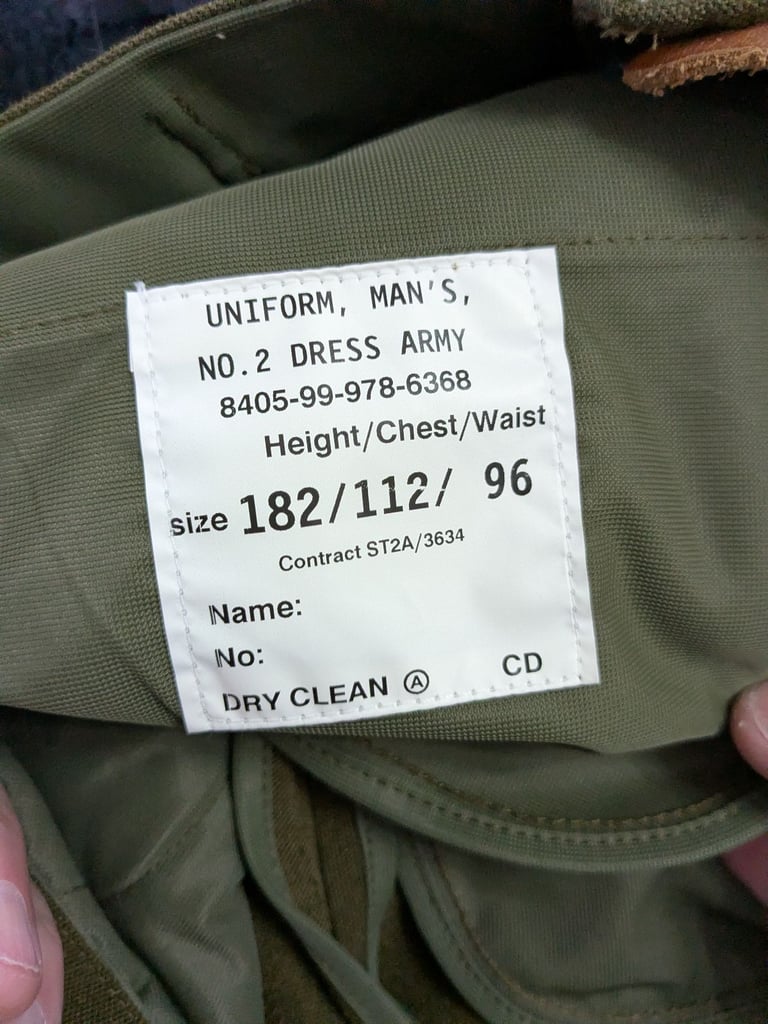 UNIFORM, MAN'S,
NO.2 DRESS ARMY
8405-99-978-6368
Height/Chest/Waist
size 182/112/ 96
Contract ST2A/3634
Name:
No:
DRY CLEAN Ⓐ CD